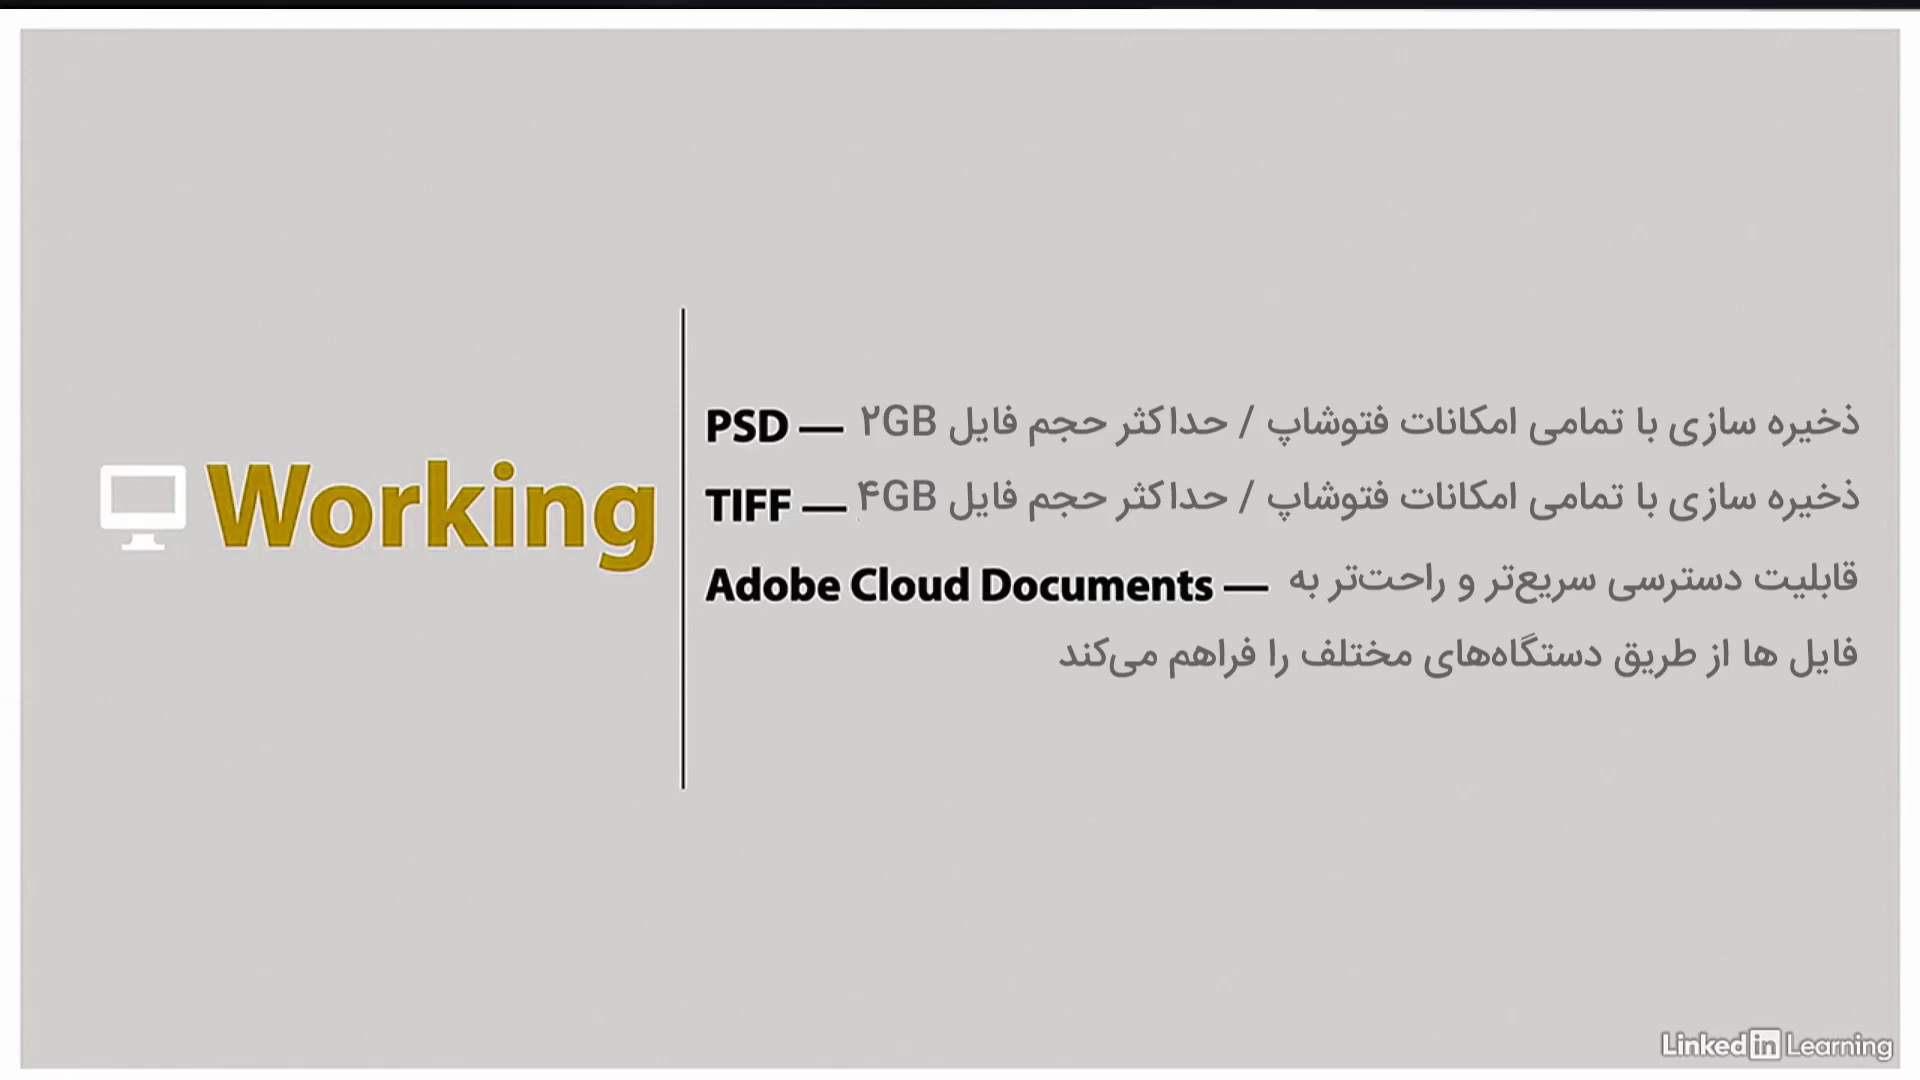 Working
PSD — ذخیره سازی با تمامی امکانات فتوشاپ / حداکثر حجم فایل ۲GB
TIFF — ذخیره سازی با تمامی امکانات فتوشاپ / حداکثر حجم فایل ۴GB
Adobe Cloud Documents — قابلیت دسترسی سریع‌تر و راحت‌تر به
فایل ها از طریق دستگاه‌های مختلف را فراهم می‌کند
Linked in Learning